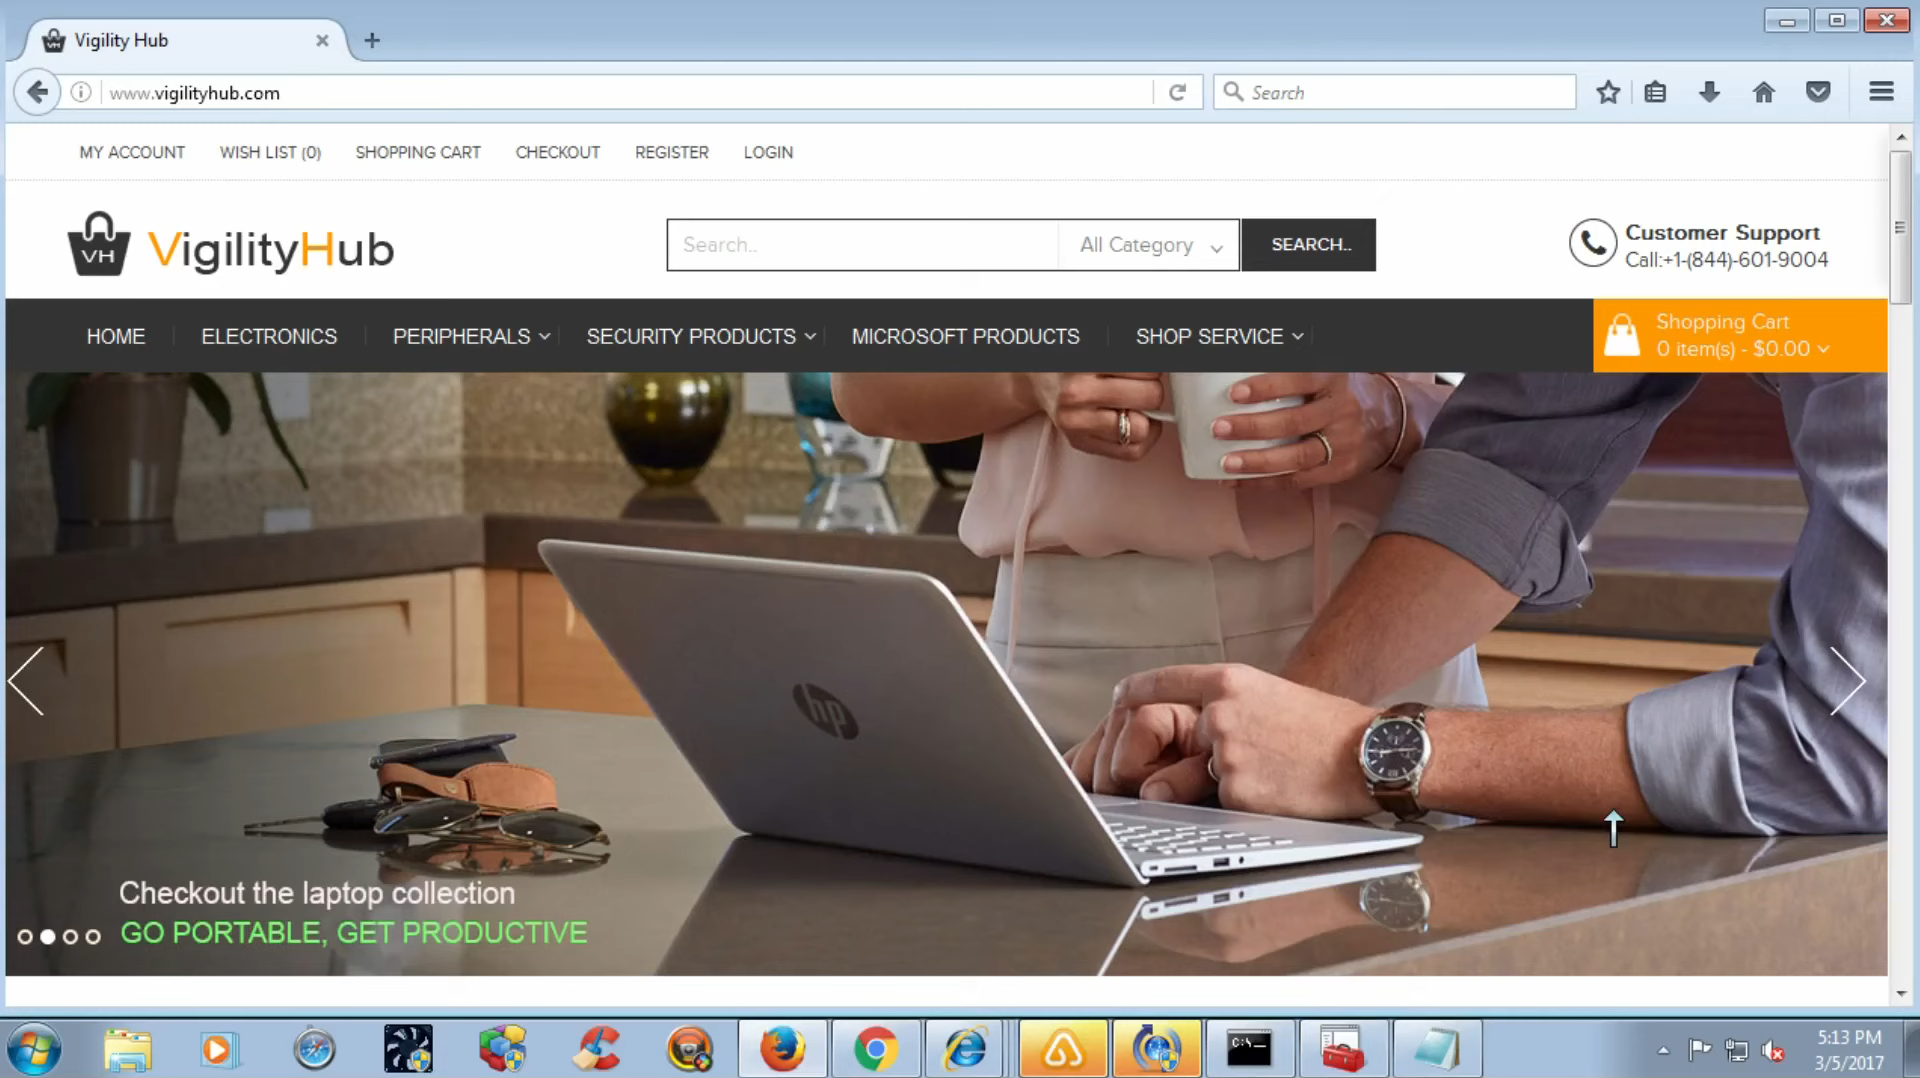 Vigility Hub
www.vigilityhub.com
Search
MY ACCOUNT WISH LIST (0) SHOPPING CART CHECKOUT REGISTER LOGIN
VH VigilityHub
Search.. All Category SEARCH..
Customer Support
Call:+1-(844)-601-9004
HOME ELECTRONICS PERIPHERALS SECURITY PRODUCTS MICROSOFT PRODUCTS SHOP SERVICE
Shopping Cart
0 item(s) - $0.00
hp
Checkout the laptop collection
GO PORTABLE, GET PRODUCTIVE
C:\_
5:13 PM
3/5/2017